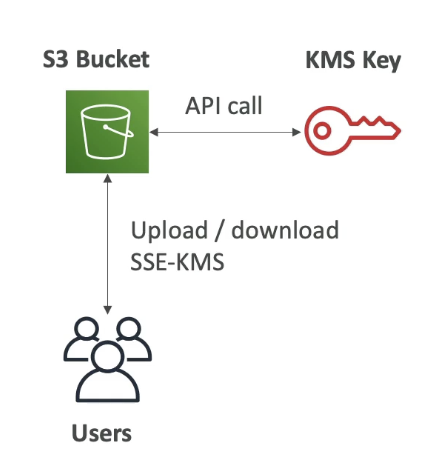 S3 Bucket
KMS Key
API call
Upload / download
SSE-KMS
Users